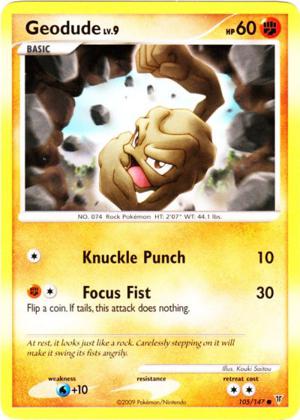 Geodude LV.9 HP 60
BASIC
NO. 074 Rock Pokémon HT: 2'07" WT: 44.1 lbs.
Knuckle Punch 10
Focus Fist 30
Flip a coin. If tails, this attack does nothing.
Illus. Kouki Saitou
At rest, it looks just like a rock. Carelessly stepping on it will
make it swing its fists angrily.
weakness resistance retreat cost
+10
©2009 Pokémon/Nintendo 105/147